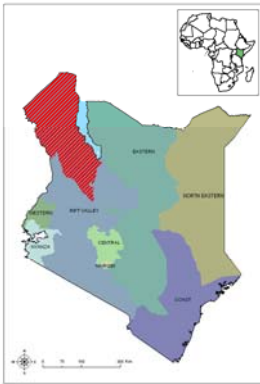 EASTERN
NORTH EASTERN
WESTERN
RIFT VALLEY
CENTRAL
NYANZA
NAIROBI
COAST